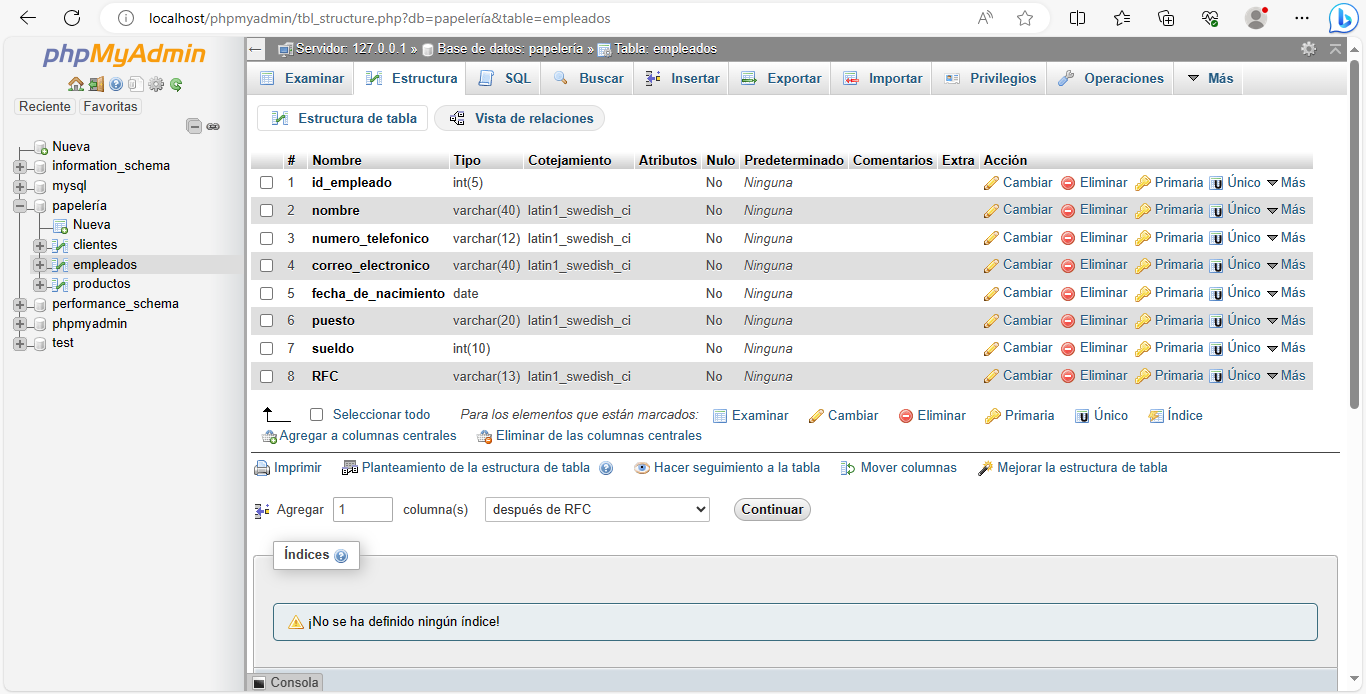 localhost/phpmyadmin/tbl_structure.php?db=papelería&table=empleados
phpMyAdmin
Reciente Favoritas
Nueva
information_schema
mysql
papelería
Nueva
clientes
empleados
productos
performance_schema
phpmyadmin
test
Servidor: 127.0.0.1 » Base de datos: papelería » Tabla: empleados
Examinar Estructura SQL Buscar Insertar Exportar Importar Privilegios Operaciones Más
Estructura de tabla Vista de relaciones
# Nombre Tipo Cotejamiento Atributos Nulo Predeterminado Comentarios Extra Acción
1 id_empleado int(5) No Ninguna Cambiar Eliminar Primaria Único Más
2 nombre varchar(40) latin1_swedish_ci No Ninguna Cambiar Eliminar Primaria Único Más
3 numero_telefonico varchar(12) latin1_swedish_ci No Ninguna Cambiar Eliminar Primaria Único Más
4 correo_electronico varchar(40) latin1_swedish_ci No Ninguna Cambiar Eliminar Primaria Único Más
5 fecha_de_nacimiento date No Ninguna Cambiar Eliminar Primaria Único Más
6 puesto varchar(20) latin1_swedish_ci No Ninguna Cambiar Eliminar Primaria Único Más
7 sueldo int(10) No Ninguna Cambiar Eliminar Primaria Único Más
8 RFC varchar(13) latin1_swedish_ci No Ninguna Cambiar Eliminar Primaria Único Más
Seleccionar todo Para los elementos que están marcados: Examinar Cambiar Eliminar Primaria Único Índice
Agregar a columnas centrales Eliminar de las columnas centrales
Imprimir Planteamiento de la estructura de tabla Hacer seguimiento a la tabla Mover columnas Mejorar la estructura de tabla
Agregar 1 columna(s) después de RFC Continuar
Índices
¡No se ha definido ningún índice!
Consola